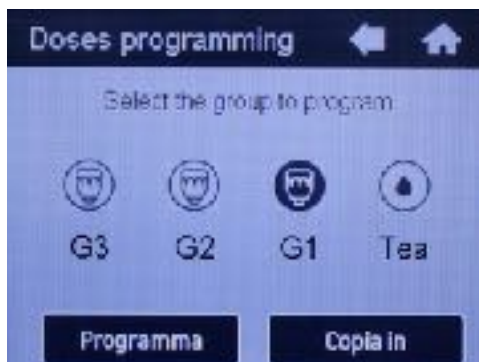 Doses programming
Select the group to program
G3 G2 G1 Tea
Programma Copia in